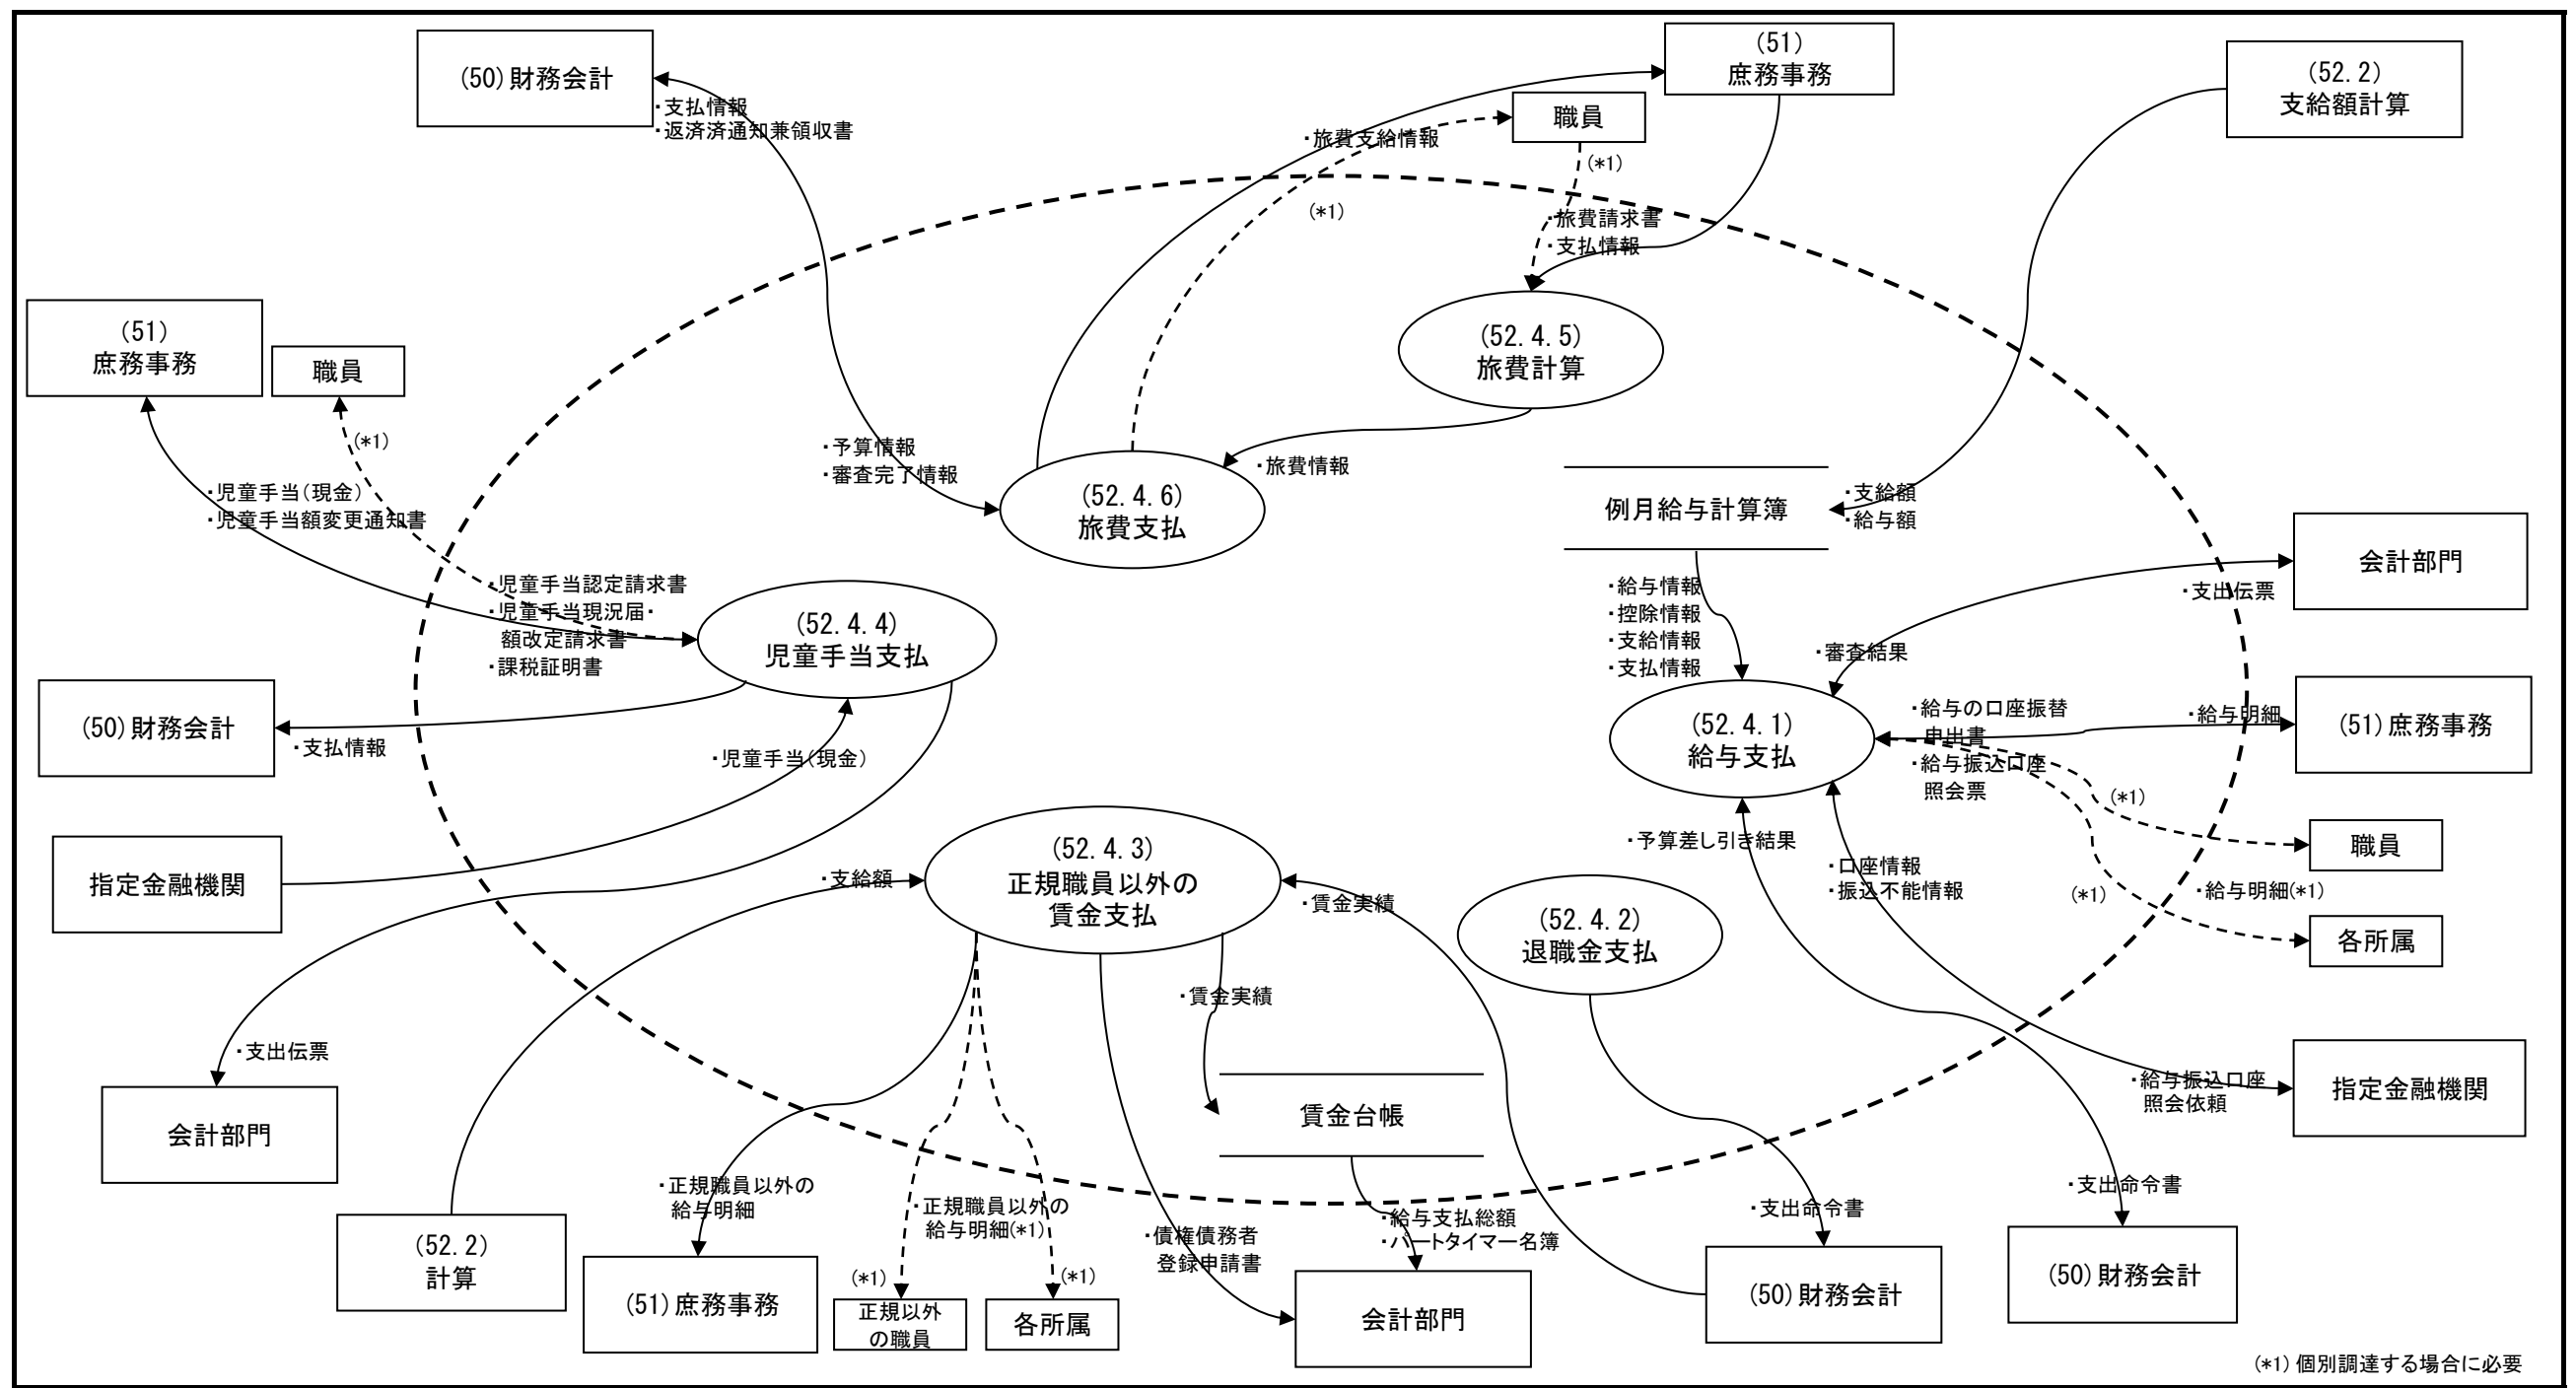 (50)財務会計
・支払情報
・返済済通知兼領収書
(51)
庶務事務
職員
(52.2)
支給額計算
・旅費支給情報
(*1)
(*1)
・旅費請求書
・支払情報
(51)
庶務事務
職員
(*1)
(52.4.5)
旅費計算
・予算情報
・審査完了情報
・旅費情報
(52.4.6)
旅費支払
例月給与計算簿
・支給額
・給与額
・児童手当(現金)
・児童手当額変更通知書
会計部門
・支出伝票
・児童手当認定請求書
・児童手当現況届・
額改定請求書
・課税証明書
(52.4.4)
児童手当支払
・給与情報
・控除情報
・支給情報
・支払情報
・審査結果
(50)財務会計
・支払情報
・児童手当(現金)
(52.4.1)
給与支払
・給与の口座振替
申出書
・給与振込口座
照会票
・給与明細
(51)庶務事務
(*1)
職員
指定金融機関
・支給額
(52.4.3)
正規職員以外の
賃金支払
・賃金実績
・予算差し引き結果
・口座情報
・振込不能情報
(*1)
・給与明細(*1)
各所属
(52.4.2)
退職金支払
・賃金実績
・支出伝票
会計部門
賃金台帳
・給与振込口座
照会依頼
指定金融機関
・正規職員以外の
給与明細
・正規職員以外の
給与明細(*1)
・債権債務者
登録申請書
・給与支払総額
・パートタイマー名簿
・支出命令書
・支出命令書
(52.2)
計算
(51)庶務事務
(*1)
正規以外
の職員
(*1)
各所属
会計部門
(50)財務会計
(50)財務会計
(*1)個別調達する場合に必要